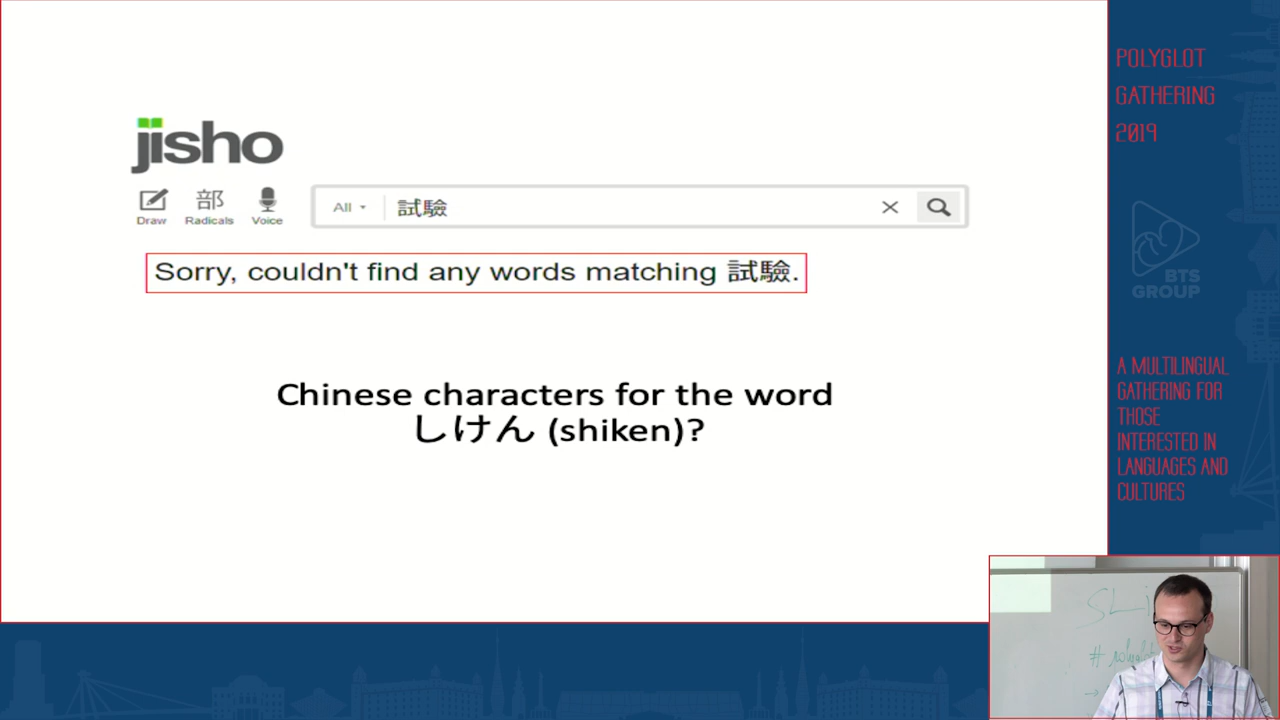 jisho
Draw
部
Radicals
Voice
All
試驗
Sorry, couldn't find any words matching 試驗.
Chinese characters for the word
しけん (shiken)?
POLYGLOT
GATHERING
2019
BTS
GROUP
A MULTILINGUAL
GATHERING FOR
THOSE
INTERESTED IN
LANGUAGES AND
CULTURES